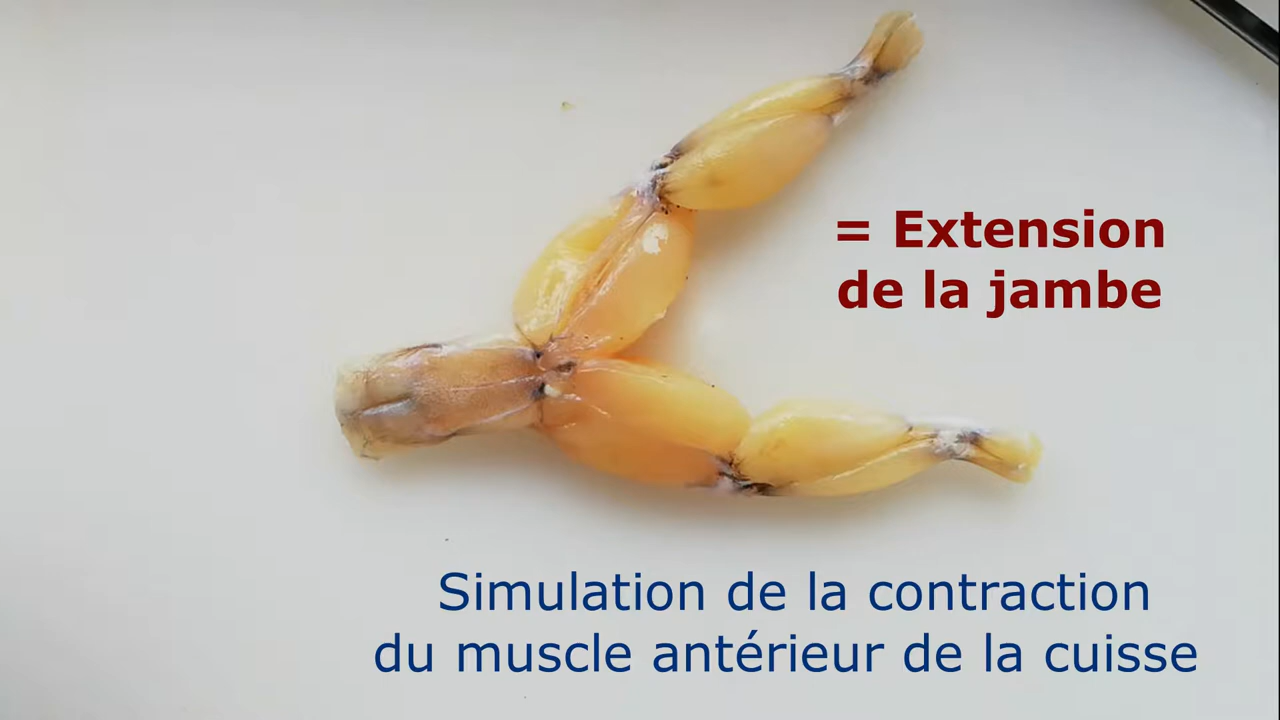 = Extension
de la jambe
Simulation de la contraction
du muscle antérieur de la cuisse